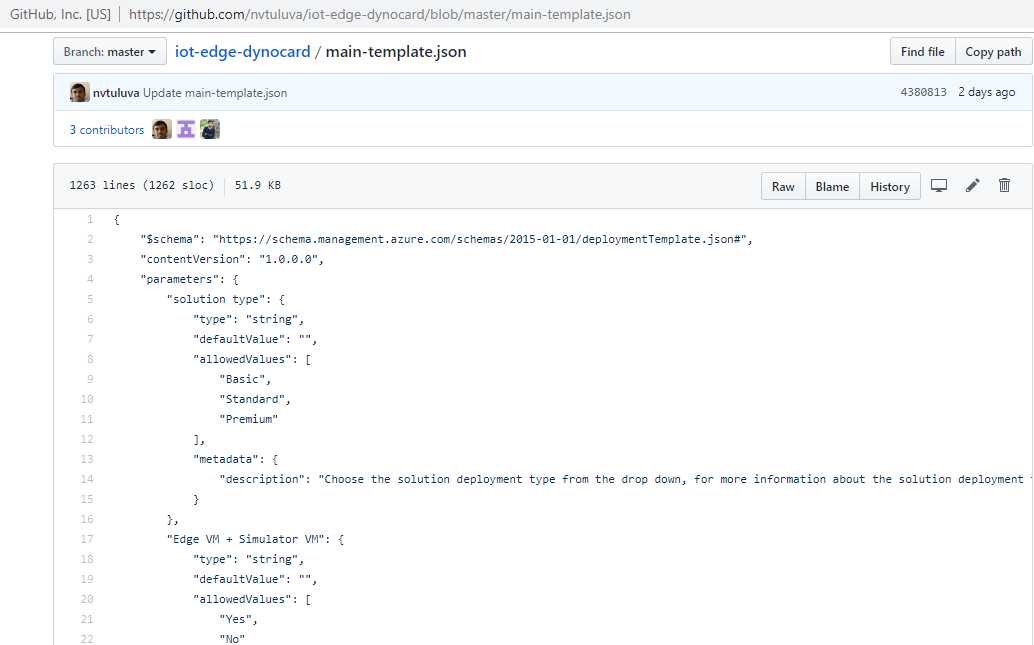 GitHub, Inc. [US] | https://github.com/nvtuluva/iot-edge-dynocard/blob/master/main-template.json
Branch: master iot-edge-dynocard / main-template.json Find file Copy path
nvtuluva Update main-template.json 4380813 2 days ago
3 contributors
1263 lines (1262 sloc) 51.9 KB Raw Blame History
1 {
2 "$schema": "https://schema.management.azure.com/schemas/2015-01-01/deploymentTemplate.json#",
3 "contentVersion": "1.0.0.0",
4 "parameters": {
5 "solution type": {
6 "type": "string",
7 "defaultValue": "",
8 "allowedValues": [
9 "Basic",
10 "Standard",
11 "Premium"
12 ],
13 "metadata": {
14 "description": "Choose the solution deployment type from the drop down, for more information about the solution deployment
15 }
16 },
17 "Edge VM + Simulator VM": {
18 "type": "string",
19 "defaultValue": "",
20 "allowedValues": [
21 "Yes",
22 "No"